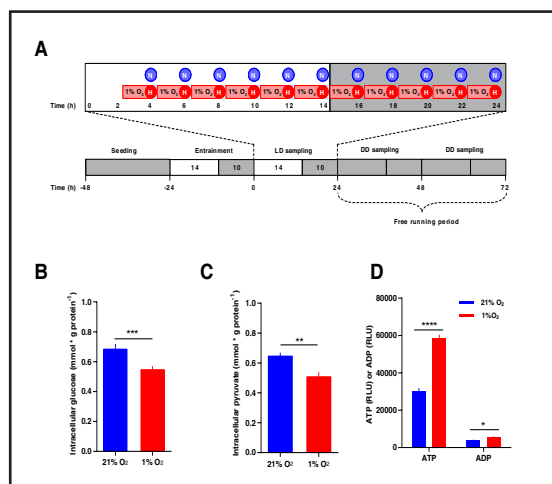 A
N N N N N N N N N N N
1% O₂ H 1% O₂ H 1% O₂ H 1% O₂ H 1% O₂ H 1% O₂ H 1% O₂ H 1% O₂ H 1% O₂ H 1% O₂ H 1% O₂ H
Time (h) 0 2 4 6 8 10 12 14 16 18 20 22 24
Seeding Entrainment LD sampling DD sampling DD sampling
14 10 14 10
Time (h) -48 -24 0 24 48 72
Free running period
B
Intracellular glucose (mmol * g protein⁻¹)
1.0
0.8
0.6
0.4
0.2
0.0
***
21% O₂ 1% O₂
C
Intracellular pyruvate (mmol * g protein⁻¹)
1.0
0.8
0.6
0.4
0.2
0.0
**
21% O₂ 1% O₂
D
21% O₂
1%O₂
ATP (RLU) or ADP (RLU)
80000
60000
40000
20000
0
****
*
ATP ADP